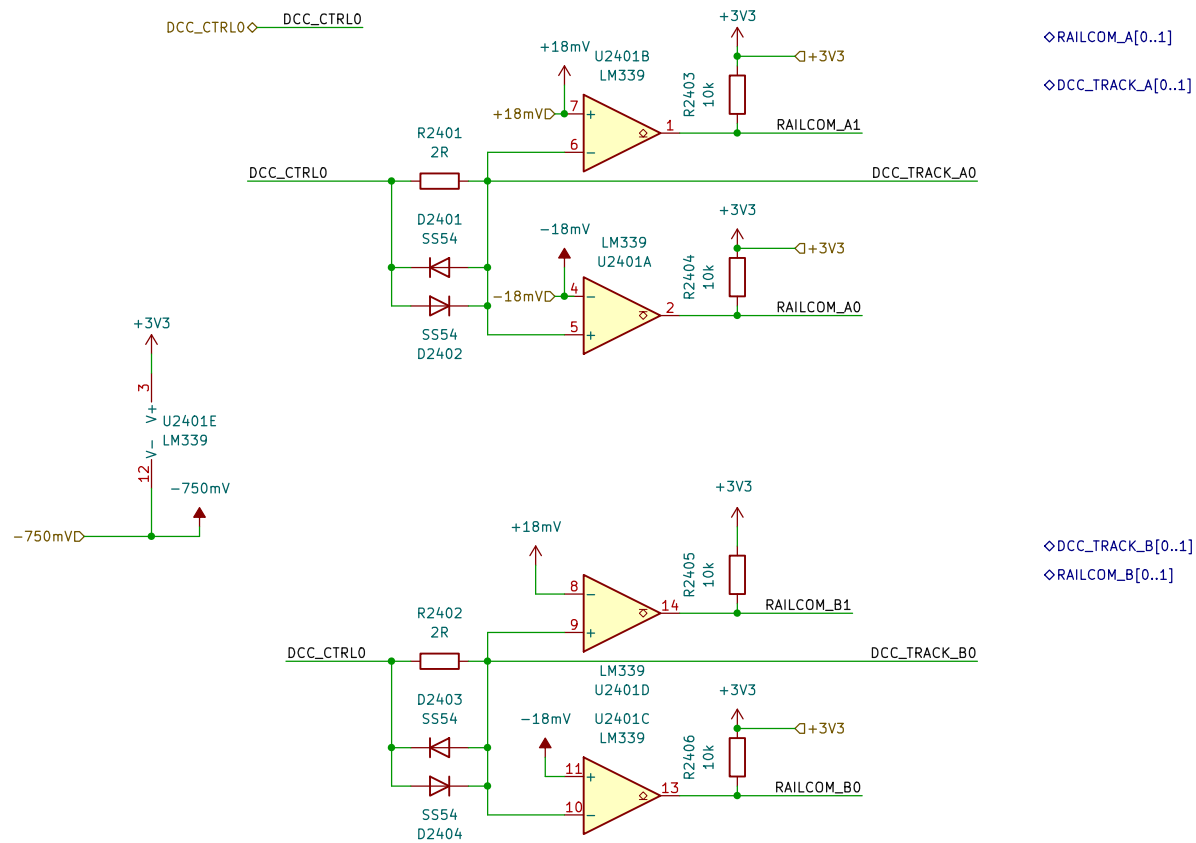 DCC_CTRL0
DCC_CTRL0
+3V3
RAILCOM_A[0..1]
+18mV
U2401B
LM339
+3V3
DCC_TRACK_A[0..1]
R2403
10k
+18mV
7
+
1
RAILCOM_A1
R2401
2R
6
−
DCC_CTRL0
DCC_TRACK_A0
D2401
SS54
+3V3
−18mV
LM339
U2401A
+3V3
R2404
10k
−18mV
4
−
2
RAILCOM_A0
5
+
SS54
D2402
+3V3
3
V+
U2401E
LM339
V−
12
−750mV
−750mV
+3V3
+18mV
DCC_TRACK_B[0..1]
R2405
10k
RAILCOM_B[0..1]
8
−
14
RAILCOM_B1
R2402
2R
9
+
DCC_CTRL0
DCC_TRACK_B0
LM339
U2401D
D2403
SS54
+3V3
−18mV
U2401C
LM339
+3V3
R2406
10k
11
+
13
RAILCOM_B0
10
−
SS54
D2404